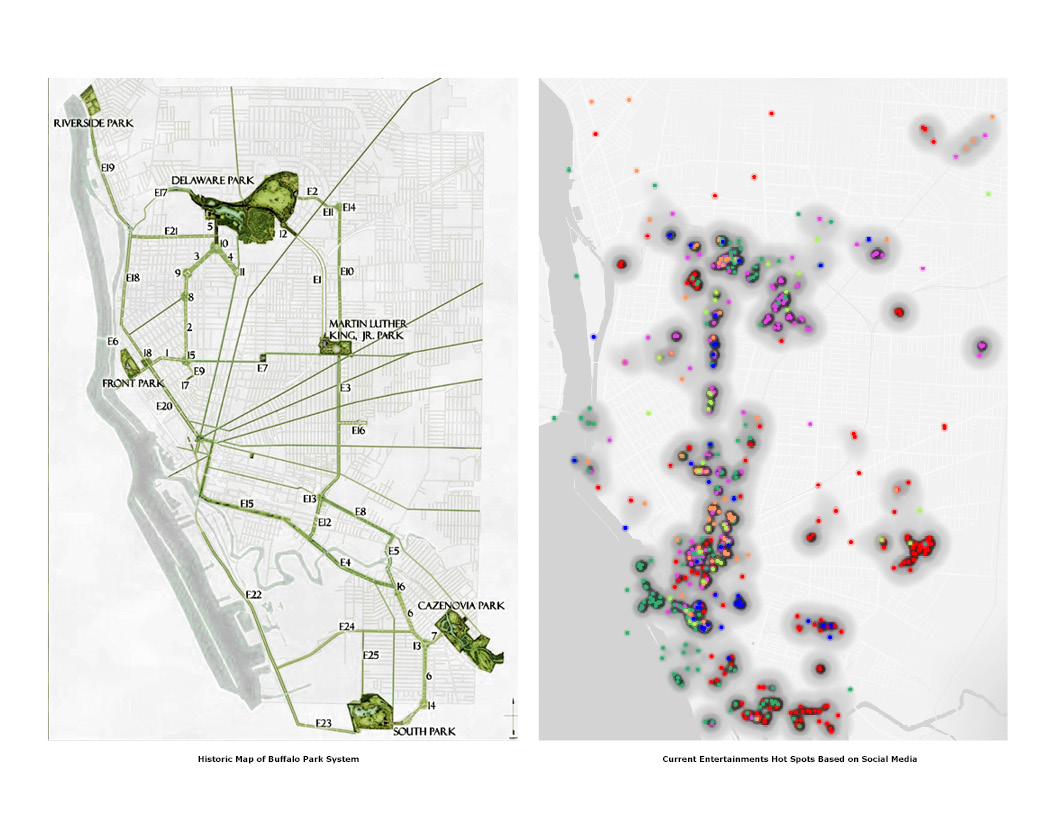 RIVERSIDE PARK
E19
DELAWARE PARK
E17
E2
E14
E11
5
12
E21
10
3
4
9
11
E18
E1
E10
8
2
MARTIN LUTHER
KING, JR. PARK
E6
18
1
15
E7
E9
17
FRONT PARK
E3
E20
E16
E15
E13
E8
E12
E5
E4
16
E22
CAZENOVIA PARK
6
E24
7
13
E25
6
14
E23
SOUTH PARK
Historic Map of Buffalo Park System
Current Entertainments Hot Spots Based on Social Media